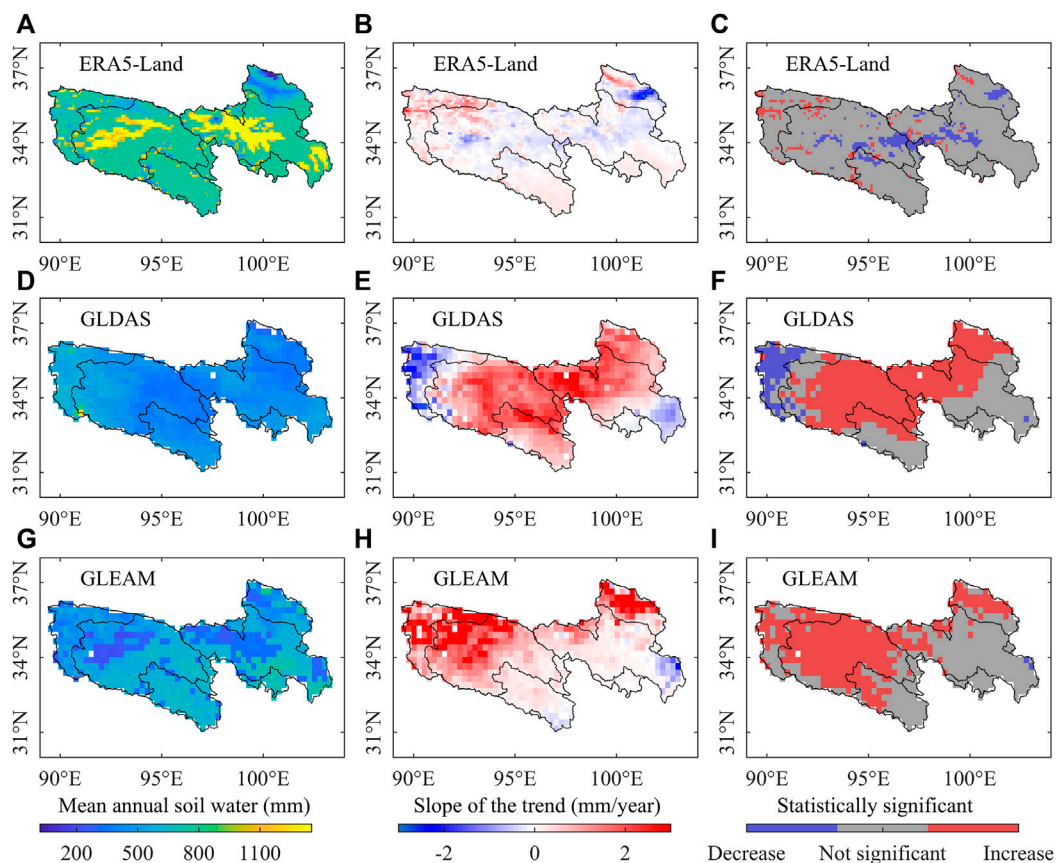 A
B
C
37°N
34°N
31°N
ERA5-Land
90°E 95°E 100°E
37°N
34°N
31°N
ERA5-Land
90°E 95°E 100°E
37°N
34°N
31°N
ERA5-Land
90°E 95°E 100°E
D
E
F
37°N
34°N
31°N
GLDAS
90°E 95°E 100°E
37°N
34°N
31°N
GLDAS
90°E 95°E 100°E
37°N
34°N
31°N
GLDAS
90°E 95°E 100°E
G
H
I
37°N
34°N
31°N
GLEAM
90°E 95°E 100°E
37°N
34°N
31°N
GLEAM
90°E 95°E 100°E
37°N
34°N
31°N
GLEAM
90°E 95°E 100°E
Mean annual soil water (mm)
200 500 800 1100
Slope of the trend (mm/year)
-2 0 2
Statistically significant
Decrease Not significant Increase